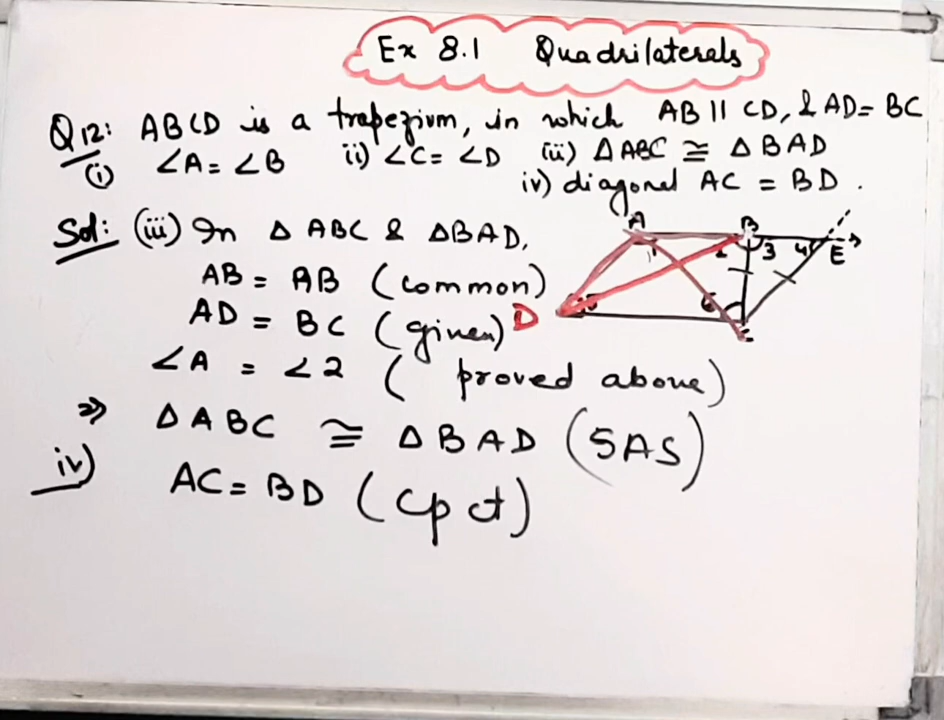 Ex 8.1 Quadrilaterals
Q12: ABCD is a trapezium, in which AB || CD, & AD = BC
(i) ∠A = ∠B ii) ∠C = ∠D (iii) Δ ABC ≅ Δ BAD
iv) diagonal AC = BD .
Sol: (iii) In Δ ABC & ΔBAD,
AB = AB (common)
AD = BC (given)
∠A = ∠2 ( proved above)
⇒ Δ ABC ≅ Δ BAD (SAS)
iv) AC = BD (cpct)
A B E
1 2 3 4
D C